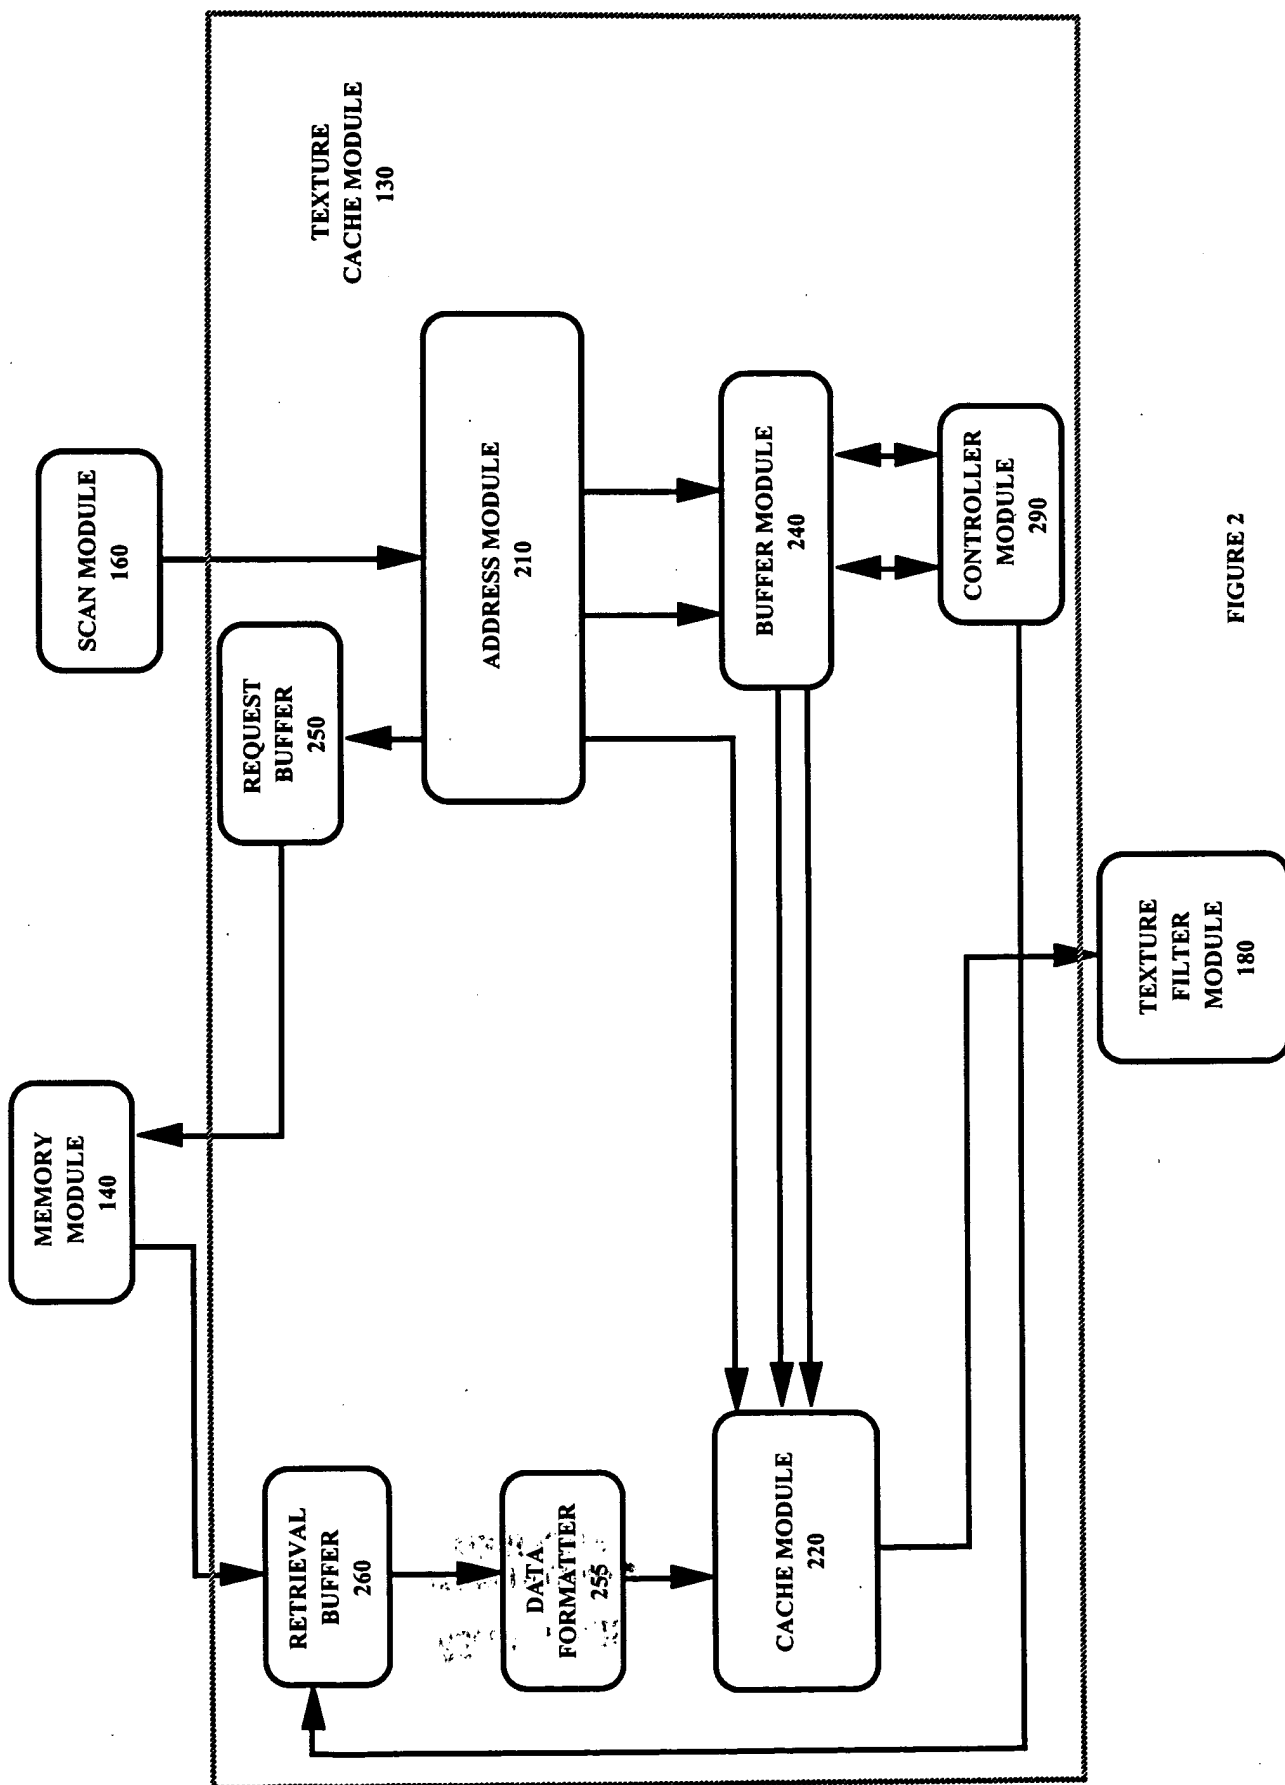 MEMORY
MODULE
140
SCAN MODULE
160
TEXTURE
CACHE MODULE
130
RETRIEVAL
BUFFER
260
REQUEST
BUFFER
250
DATA
FORMATTER
255
ADDRESS MODULE
210
CACHE MODULE
220
BUFFER MODULE
240
CONTROLLER
MODULE
290
TEXTURE
FILTER
MODULE
180
FIGURE 2